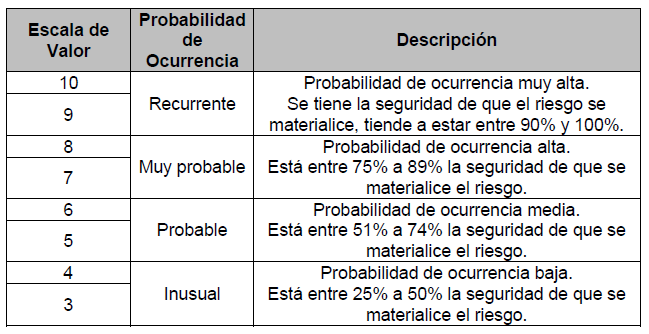 Escala de
Valor
Probabilidad
de
Ocurrencia
Descripción
10
9
Recurrente
Probabilidad de ocurrencia muy alta.
Se tiene la seguridad de que el riesgo se
materialice, tiende a estar entre 90% y 100%.
8
7
Muy probable
Probabilidad de ocurrencia alta.
Está entre 75% a 89% la seguridad de que se
materialice el riesgo.
6
5
Probable
Probabilidad de ocurrencia media.
Está entre 51% a 74% la seguridad de que se
materialice el riesgo.
4
3
Inusual
Probabilidad de ocurrencia baja.
Está entre 25% a 50% la seguridad de que se
materialice el riesgo.